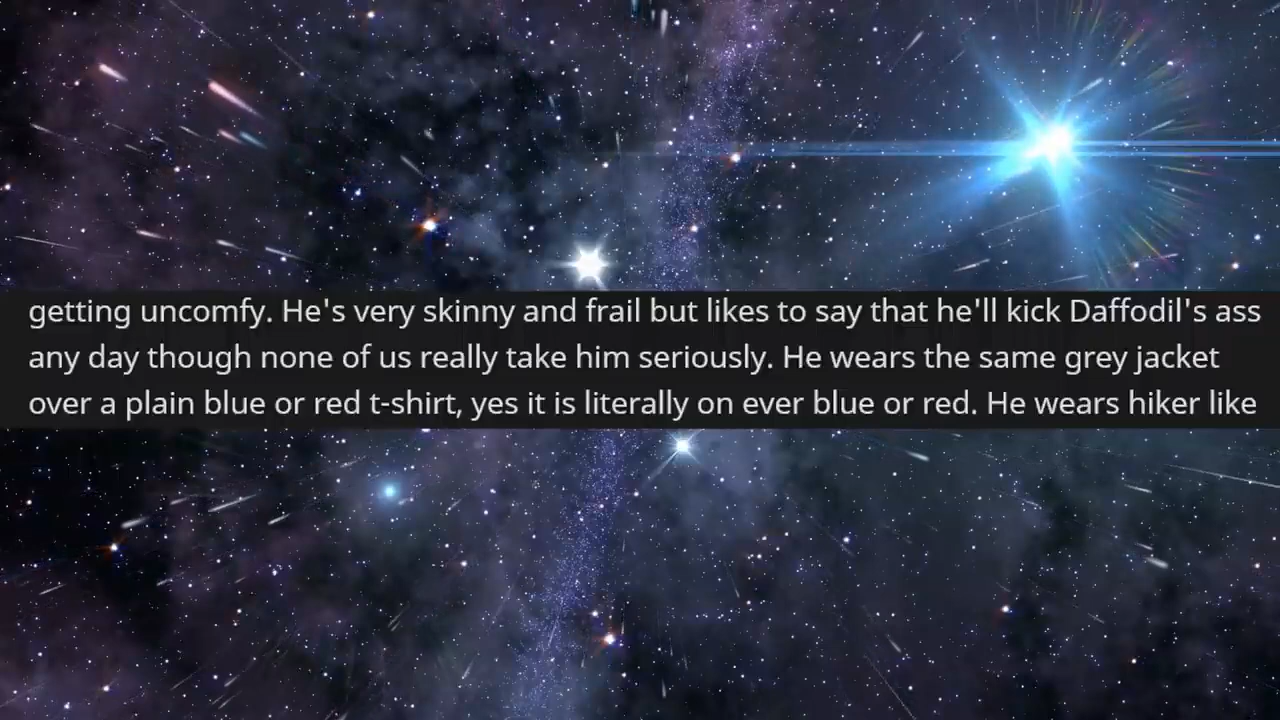 getting uncomfy. He's very skinny and frail but likes to say that he'll kick Daffodil's ass
any day though none of us really take him seriously. He wears the same grey jacket
over a plain blue or red t-shirt, yes it is literally on ever blue or red. He wears hiker like